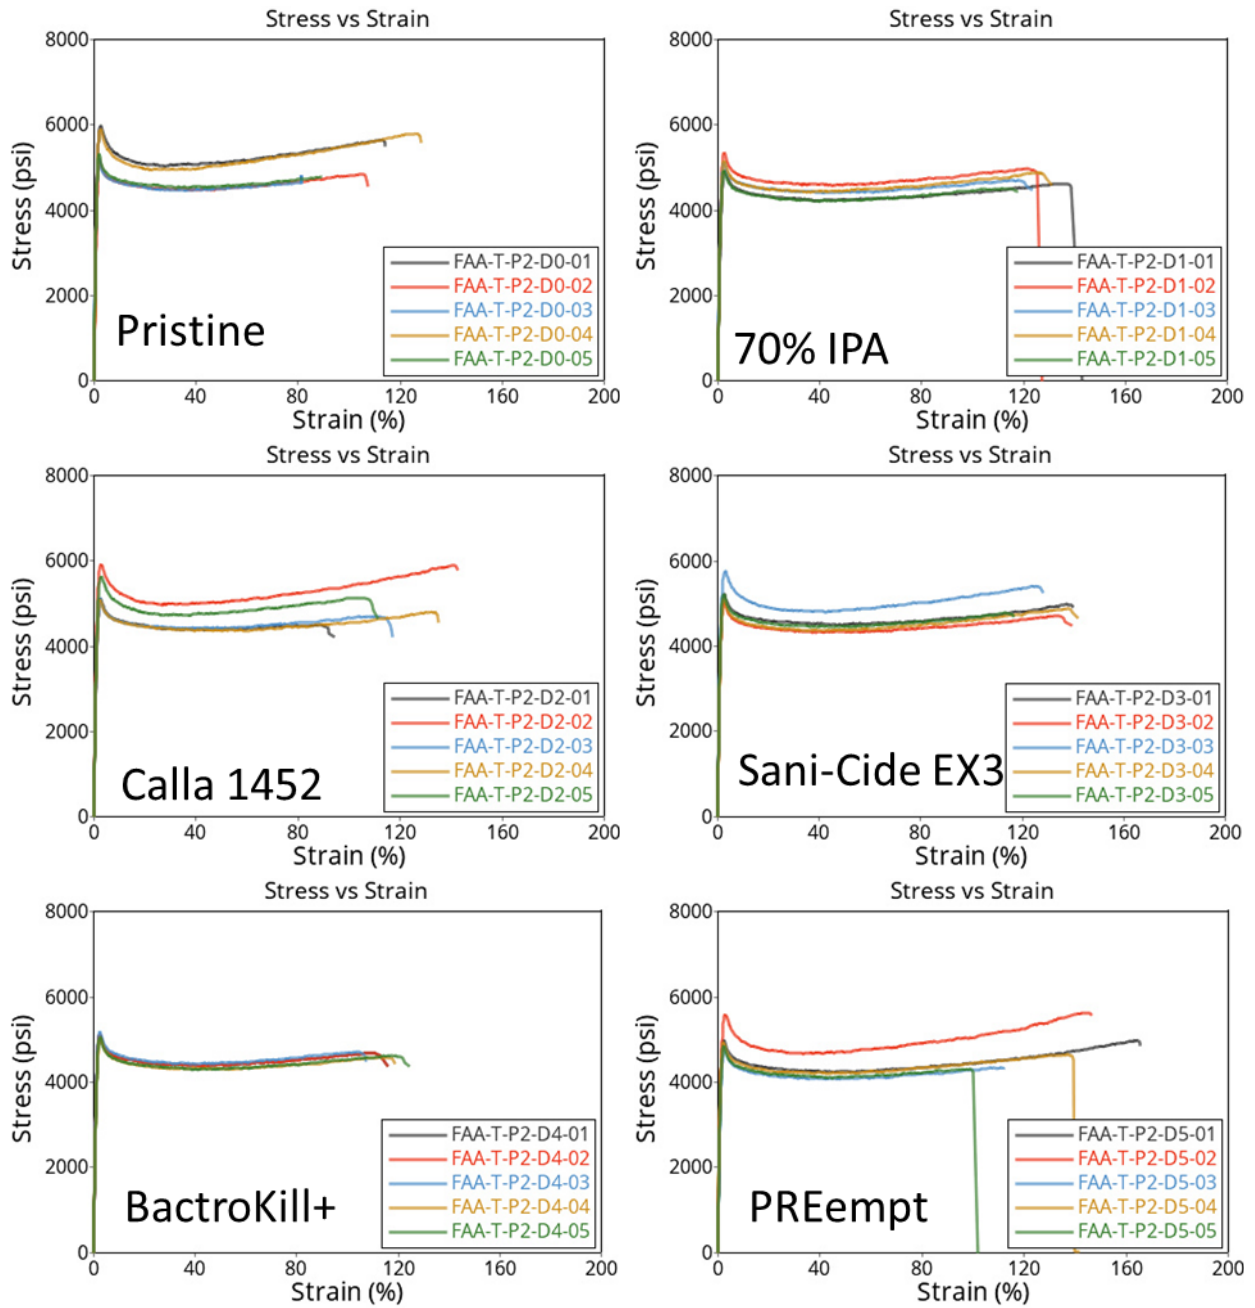 Stress vs Strain
8000
6000
4000
2000
0
Stress (psi)
FAA-T-P2-D0-01
FAA-T-P2-D0-02
FAA-T-P2-D0-03
FAA-T-P2-D0-04
FAA-T-P2-D0-05
Pristine
0 40 80 120 160 200
Strain (%)
Stress vs Strain
8000
6000
4000
2000
0
Stress (psi)
FAA-T-P2-D1-01
FAA-T-P2-D1-02
FAA-T-P2-D1-03
FAA-T-P2-D1-04
FAA-T-P2-D1-05
70% IPA
0 40 80 120 160 200
Strain (%)
Stress vs Strain
8000
6000
4000
2000
0
Stress (psi)
FAA-T-P2-D2-01
FAA-T-P2-D2-02
FAA-T-P2-D2-03
FAA-T-P2-D2-04
FAA-T-P2-D2-05
Calla 1452
0 40 80 120 160 200
Strain (%)
Stress vs Strain
8000
6000
4000
2000
0
Stress (psi)
FAA-T-P2-D3-01
FAA-T-P2-D3-02
FAA-T-P2-D3-03
FAA-T-P2-D3-04
FAA-T-P2-D3-05
Sani-Cide EX3
0 40 80 120 160 200
Strain (%)
Stress vs Strain
8000
6000
4000
2000
0
Stress (psi)
FAA-T-P2-D4-01
FAA-T-P2-D4-02
FAA-T-P2-D4-03
FAA-T-P2-D4-04
FAA-T-P2-D4-05
BactroKill+
0 40 80 120 160 200
Strain (%)
Stress vs Strain
8000
6000
4000
2000
0
Stress (psi)
FAA-T-P2-D5-01
FAA-T-P2-D5-02
FAA-T-P2-D5-03
FAA-T-P2-D5-04
FAA-T-P2-D5-05
PREempt
0 40 80 120 160 200
Strain (%)